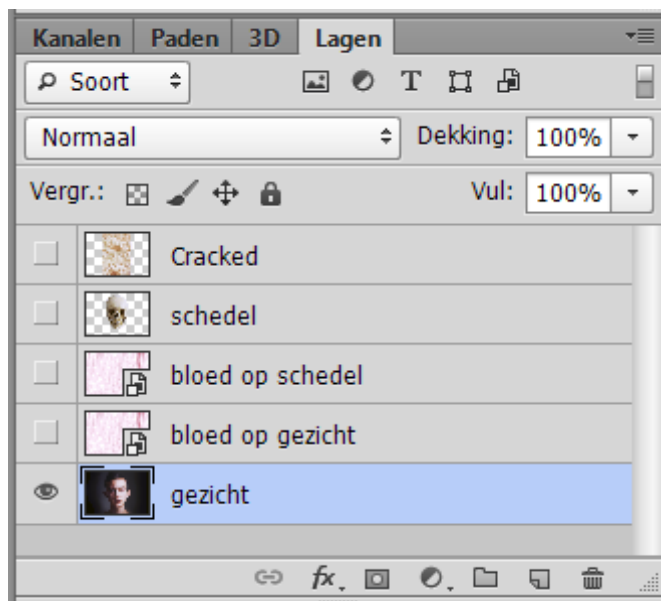 Kanalen Paden 3D Lagen
Soort T
Normaal Dekking: 100%
Vergr.: Vul: 100%
Cracked
schedel
bloed op schedel
bloed op gezicht
gezicht
fx